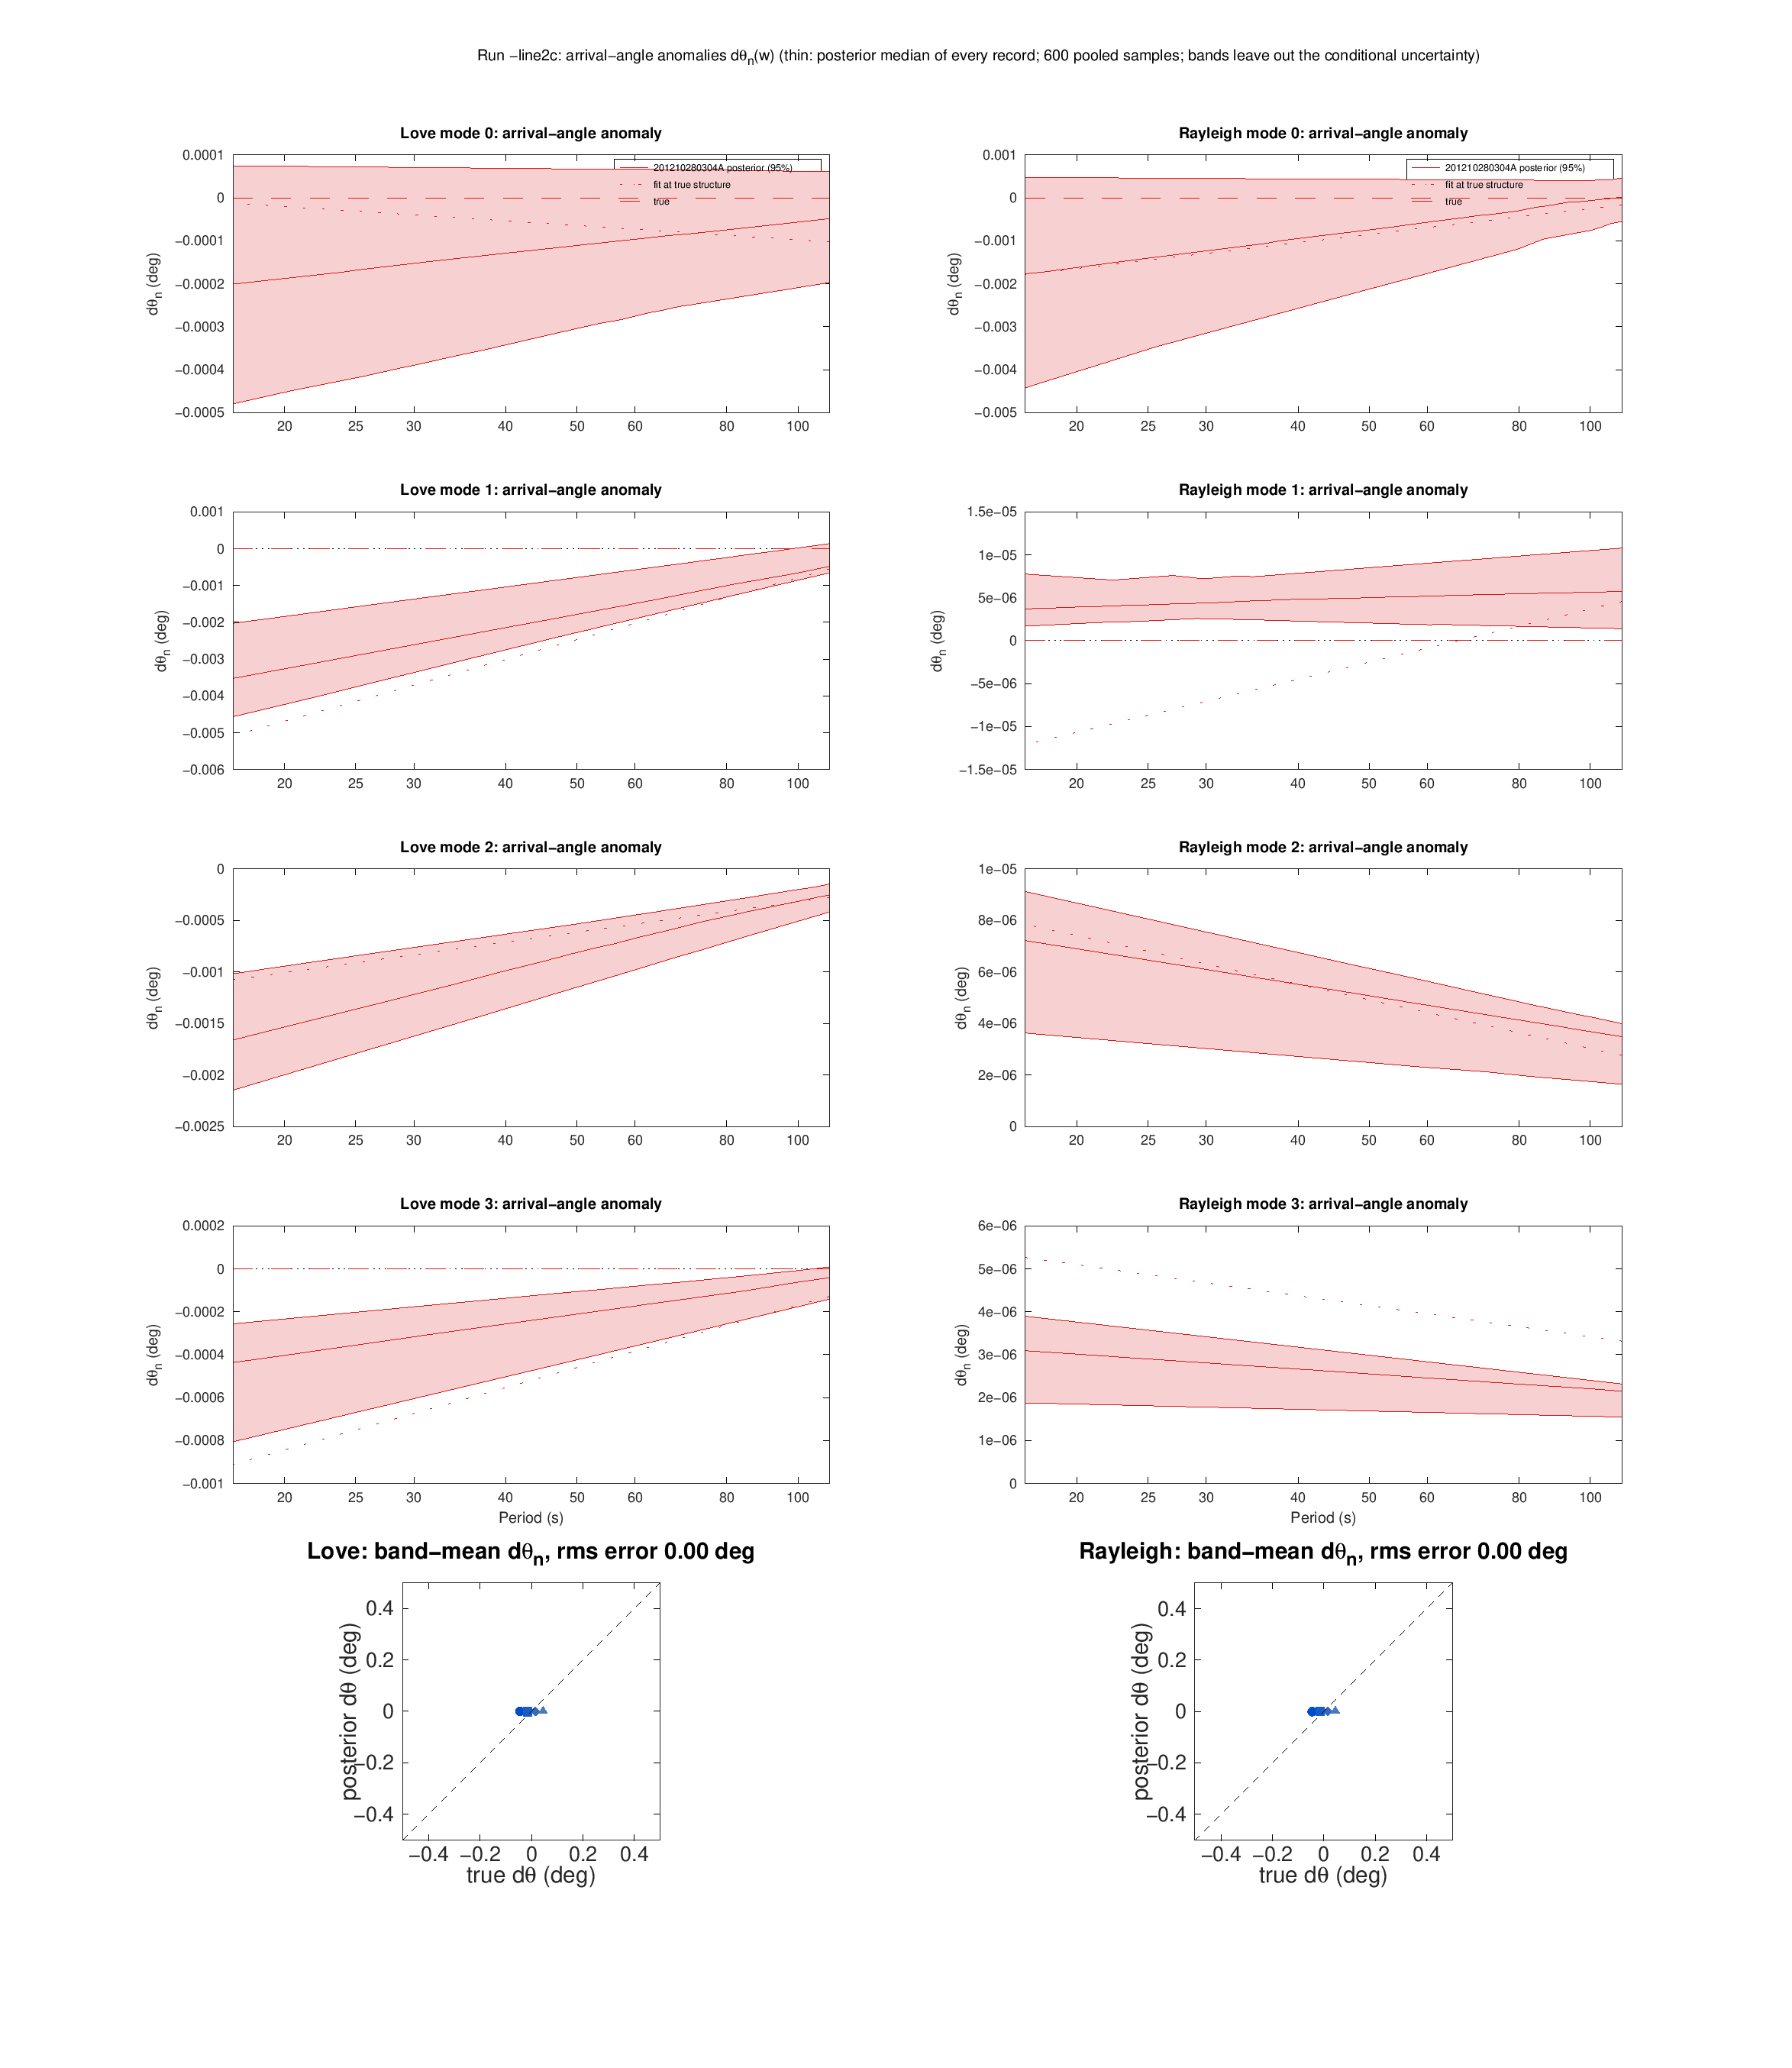 Run −line2c: arrival−angle anomalies dθn(w) (thin: posterior median of every record; 600 pooled samples; bands leave out the conditional uncertainty)
Love mode 0: arrival−angle anomaly
0.0001
0
−0.0001
−0.0002
−0.0003
−0.0004
−0.0005
dθn (deg)
201210280304A posterior (95%)
fit at true structure
true
20 25 30 40 50 60 80 100
Rayleigh mode 0: arrival−angle anomaly
0.001
0
−0.001
−0.002
−0.003
−0.004
−0.005
dθn (deg)
201210280304A posterior (95%)
fit at true structure
true
20 25 30 40 50 60 80 100
Love mode 1: arrival−angle anomaly
0.001
0
−0.001
−0.002
−0.003
−0.004
−0.005
−0.006
dθn (deg)
20 25 30 40 50 60 80 100
Rayleigh mode 1: arrival−angle anomaly
1.5e−05
1e−05
5e−06
0
−5e−06
−1e−05
−1.5e−05
dθn (deg)
20 25 30 40 50 60 80 100
Love mode 2: arrival−angle anomaly
0
−0.0005
−0.001
−0.0015
−0.002
−0.0025
dθn (deg)
20 25 30 40 50 60 80 100
Rayleigh mode 2: arrival−angle anomaly
1e−05
8e−06
6e−06
4e−06
2e−06
0
dθn (deg)
20 25 30 40 50 60 80 100
Love mode 3: arrival−angle anomaly
0.0002
0
−0.0002
−0.0004
−0.0006
−0.0008
−0.001
dθn (deg)
20 25 30 40 50 60 80 100
Period (s)
Rayleigh mode 3: arrival−angle anomaly
6e−06
5e−06
4e−06
3e−06
2e−06
1e−06
0
dθn (deg)
20 25 30 40 50 60 80 100
Period (s)
Love: band−mean dθn, rms error 0.00 deg
0.4
0.2
0
−0.2
−0.4
posterior dθ (deg)
−0.4 −0.2 0 0.2 0.4
true dθ (deg)
Rayleigh: band−mean dθn, rms error 0.00 deg
0.4
0.2
0
−0.2
−0.4
posterior dθ (deg)
−0.4 −0.2 0 0.2 0.4
true dθ (deg)